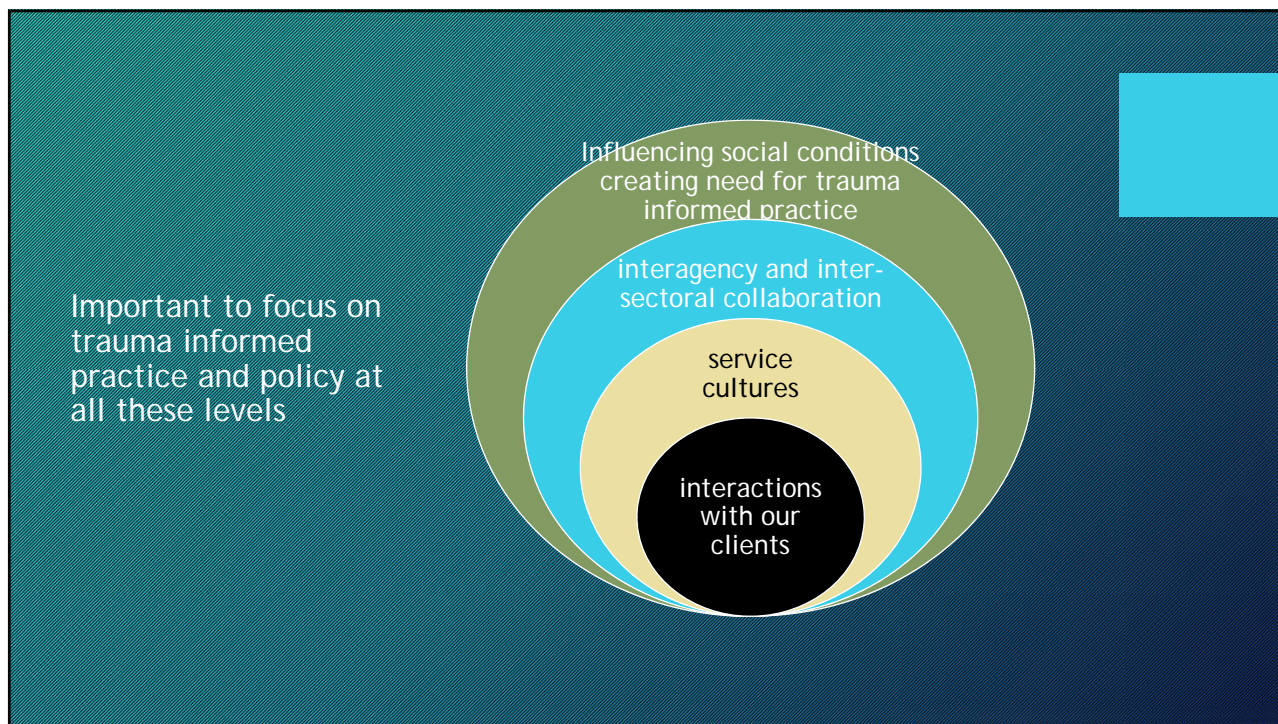 Important to focus on
trauma informed
practice and policy at
all these levels
Influencing social conditions
creating need for trauma
informed practice
interagency and inter-
sectoral collaboration
service
cultures
interactions
with our
clients